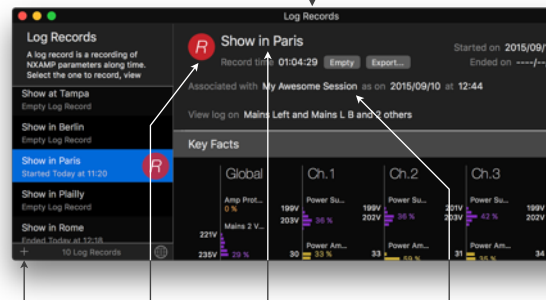 Log Records
Log Records
A log record is a recording of
NXAMP parameters along time.
Select the one to record, view
Show at Tampa
Empty Log Record
Show in Berlin
Empty Log Record
Show in Paris
Started Today at 11:20
R
Show in Plailly
Empty Log Record
Show in Rome
Ended Today at 12:18
+ 10 Log Records
R
Show in Paris
Started on 2015/09/
Record time 01:04:29 Empty Export...
Ended on ----/--
Associated with My Awesome Session as on 2015/09/10 at 12:44
View log on Mains Left and Mains L B and 2 others
Key Facts
Global Ch.1 Ch.2 Ch.3
Amp Prot... Power Su... Power Su... Power Su...
0 % 199V 199V 201V
203V 36 % 202V 36 % 203V 42 % 202V
Mains 2 V...
221V
Power Am... Power Am... Power Am...
235V 29 % 30 33 % 33 59 % 31 35 % 34